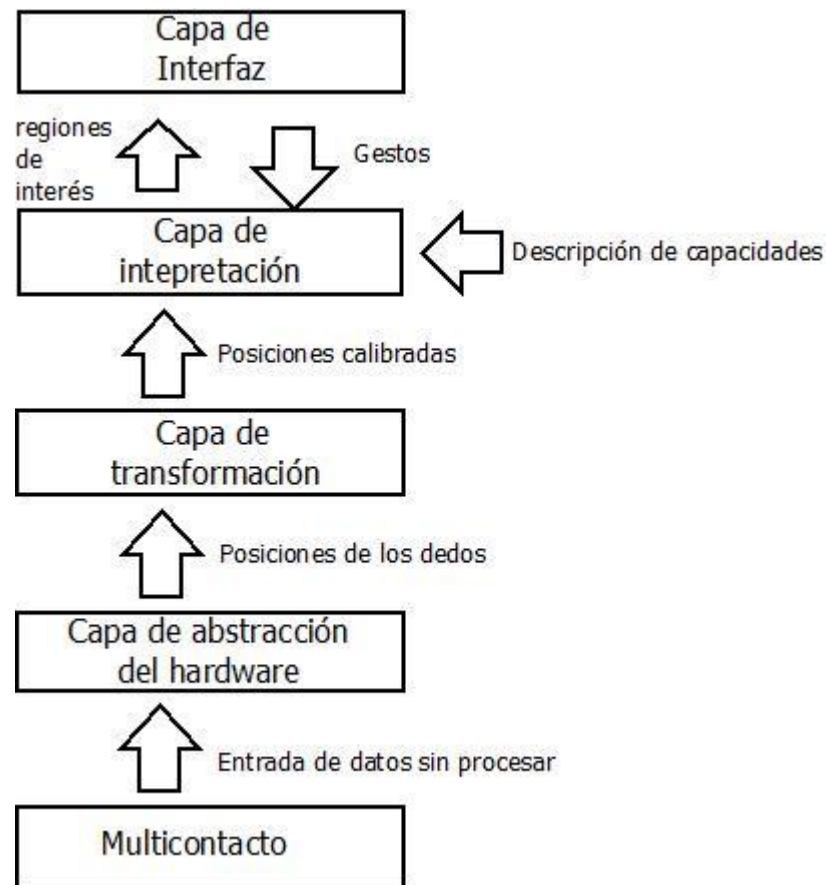 Capa de
Interfaz
regiones
de
interés
Gestos
Capa de
intepretación
Descripción de capacidades
Posiciones calibradas
Capa de
transformación
Posiciones de los dedos
Capa de abstracción
del hardware
Entrada de datos sin procesar
Multicontacto